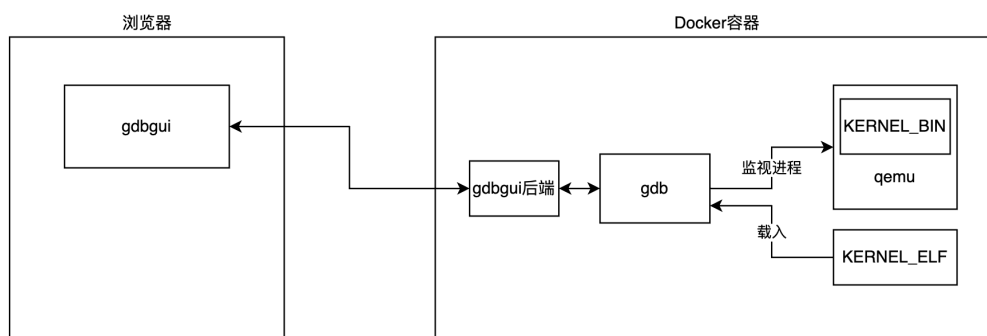 浏览器
Docker容器
gdbgui
KERNEL_BIN
qemu
监视进程
gdbgui后端
gdb
载入
KERNEL_ELF